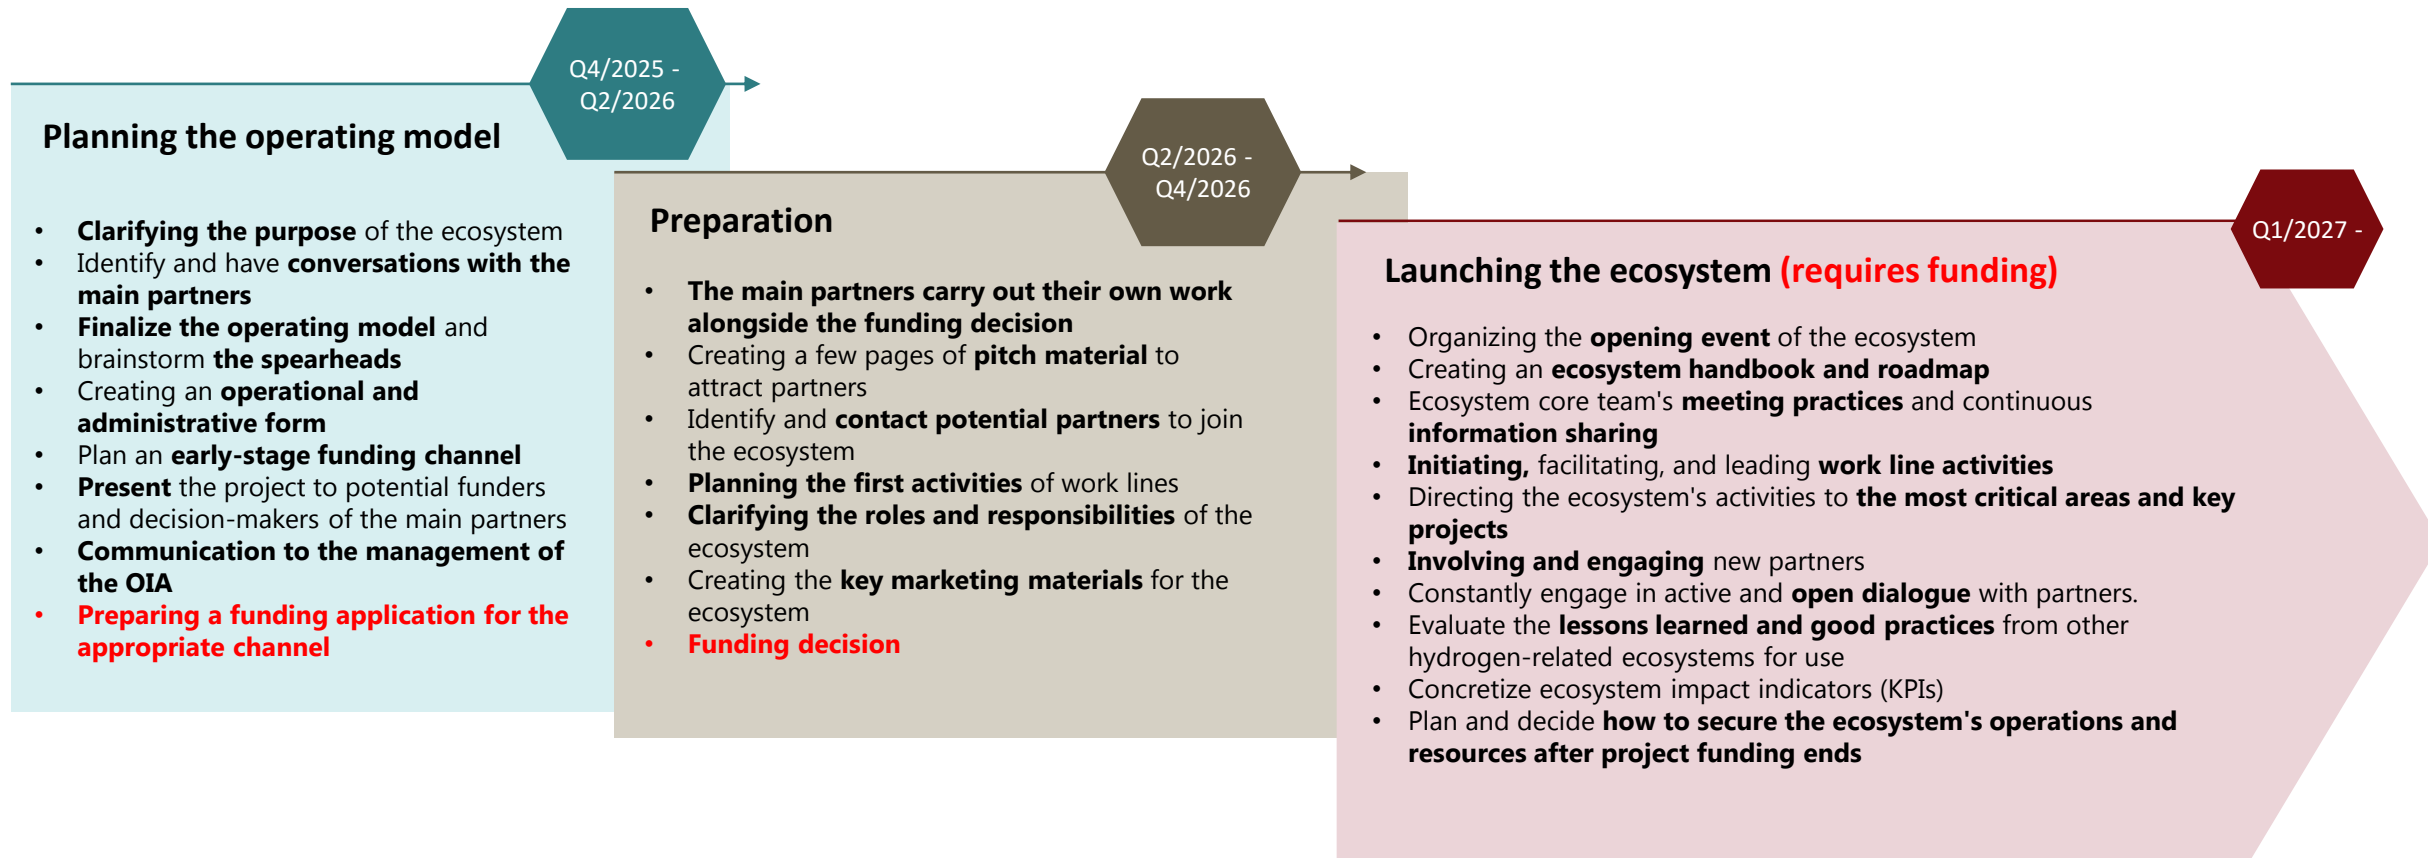 Q4/2025 -
Q2/2026
Planning the operating model
• Clarifying the purpose of the ecosystem
• Identify and have conversations with the
main partners
• Finalize the operating model and
brainstorm the spearheads
• Creating an operational and
administrative form
• Plan an early-stage funding channel
• Present the project to potential funders
and decision-makers of the main partners
• Communication to the management of
the OIA
• Preparing a funding application for the
appropriate channel
Q2/2026 -
Q4/2026
Preparation
• The main partners carry out their own work
alongside the funding decision
• Creating a few pages of pitch material to
attract partners
• Identify and contact potential partners to join
the ecosystem
• Planning the first activities of work lines
• Clarifying the roles and responsibilities of the
ecosystem
• Creating the key marketing materials for the
ecosystem
• Funding decision
Q1/2027 -
Launching the ecosystem (requires funding)
• Organizing the opening event of the ecosystem
• Creating an ecosystem handbook and roadmap
• Ecosystem core team's meeting practices and continuous
information sharing
• Initiating, facilitating, and leading work line activities
• Directing the ecosystem's activities to the most critical areas and key
projects
• Involving and engaging new partners
• Constantly engage in active and open dialogue with partners.
• Evaluate the lessons learned and good practices from other
hydrogen-related ecosystems for use
• Concretize ecosystem impact indicators (KPIs)
• Plan and decide how to secure the ecosystem's operations and
resources after project funding ends